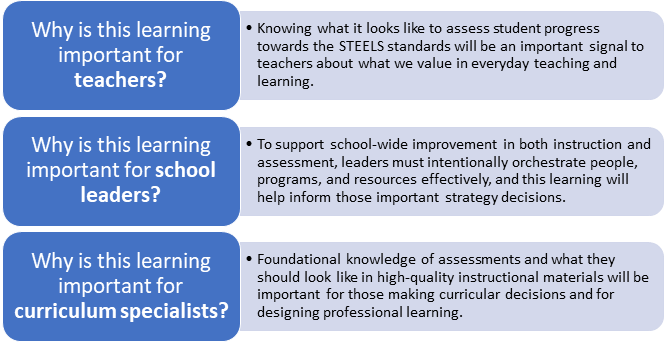 Why is this learning
important for
teachers?
• Knowing what it looks like to assess student progress
towards the STEELS standards will be an important signal to
teachers about what we value in everyday teaching and
learning.
Why is this learning
important for school
leaders?
• To support school-wide improvement in both instruction and
assessment, leaders must intentionally orchestrate people,
programs, and resources effectively, and this learning will
help inform those important strategy decisions.
Why is this learning
important for
curriculum specialists?
• Foundational knowledge of assessments and what they
should look like in high-quality instructional materials will be
important for those making curricular decisions and for
designing professional learning.